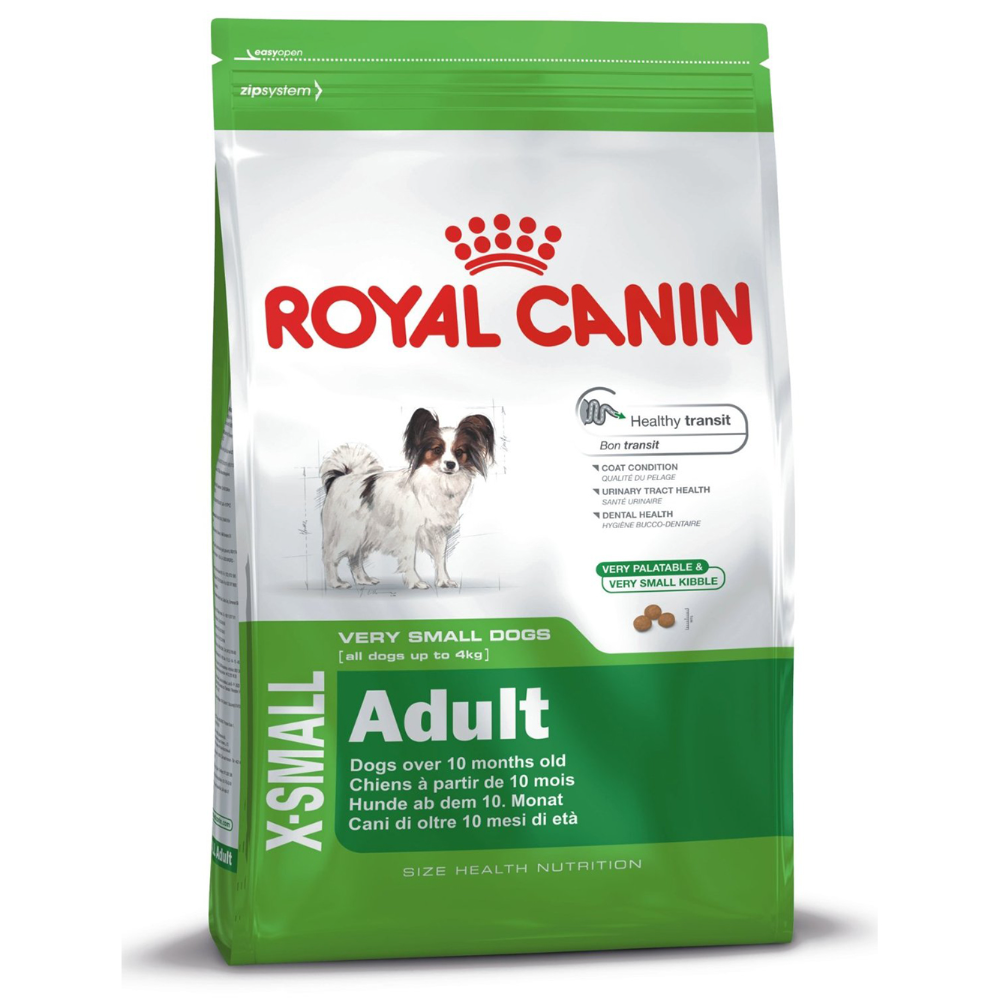 easyopen
zipsystem
ROYAL CANIN
Healthy transit
Bon transit
COAT CONDITION
QUALITÉ DU PELAGE
URINARY TRACT HEALTH
SANTÉ URINAIRE
DENTAL HEALTH
HYGIÈNE BUCCO-DENTAIRE
VERY PALATABLE &
VERY SMALL KIBBLE
VERY SMALL DOGS
[all dogs up to 4kg]
X-SMALL
Adult
Dogs over 10 months old
Chiens à partir de 10 mois
Hunde ab dem 10. Monat
Cani di oltre 10 mesi di età
SIZE HEALTH NUTRITION
Adult